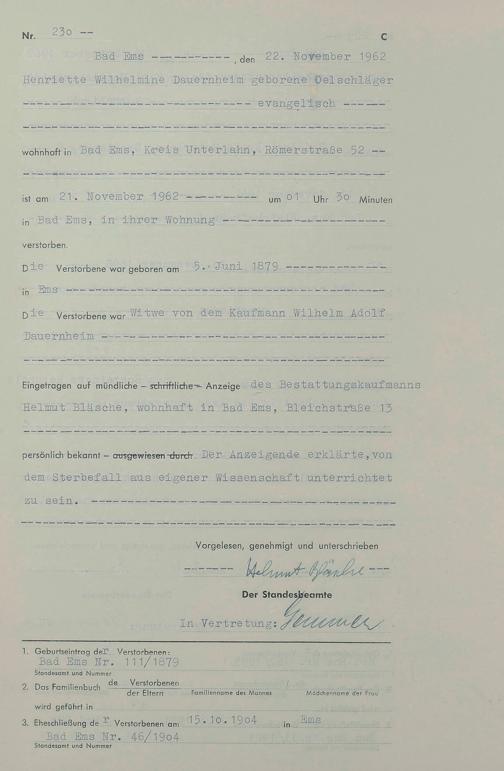 Nr. 230 -- C
Bad Ems -----------, den 22. November 1962
Henriette Wilhelmine Dauernheim geborene Oelschläger
------------------------------ evangelisch ------
wohnhaft in Bad Ems, Kreis Unterlahn, Römerstraße 52 --
ist am 21. November 1962 ---------- um 01 Uhr 30 Minuten
in Bad Ems, in ihrer Wohnung ---------------------
verstorben.
Die Verstorbene war geboren am 5. Juni 1879 --------------
in Ems -------------------------------------------
Die Verstorbene war Witwe von dem Kaufmann Wilhelm Adolf
Dauernheim ---------------------------------------
Eingetragen auf mündliche – schriftliche – Anzeige des Bestattungskaufmanns
Helmut Bläsche, wohnhaft in Bad Ems, Bleichstraße 13
persönlich bekannt – ausgewiesen durch. Der Anzeigende erklärte, von
dem Sterbefall aus eigener Wissenschaft unterrichtet
zu sein. ----------------------------------------
Vorgelesen, genehmigt und unterschrieben
------- Helmut Bläsche ---
Der Standesbeamte
In Vertretung:
1. Geburtseintrag der Verstorbenen:
Bad Ems Nr. 111/1879
Standesamt und Nummer
2. Das Familienbuch de Verstorbenen
der Eltern Familienname des Mannes Mädchenname der Frau
wird geführt in
3. Eheschließung der Verstorbenen am 15.10.1904 in Ems
Bad Ems Nr. 46/1904
Standesamt und Nummer